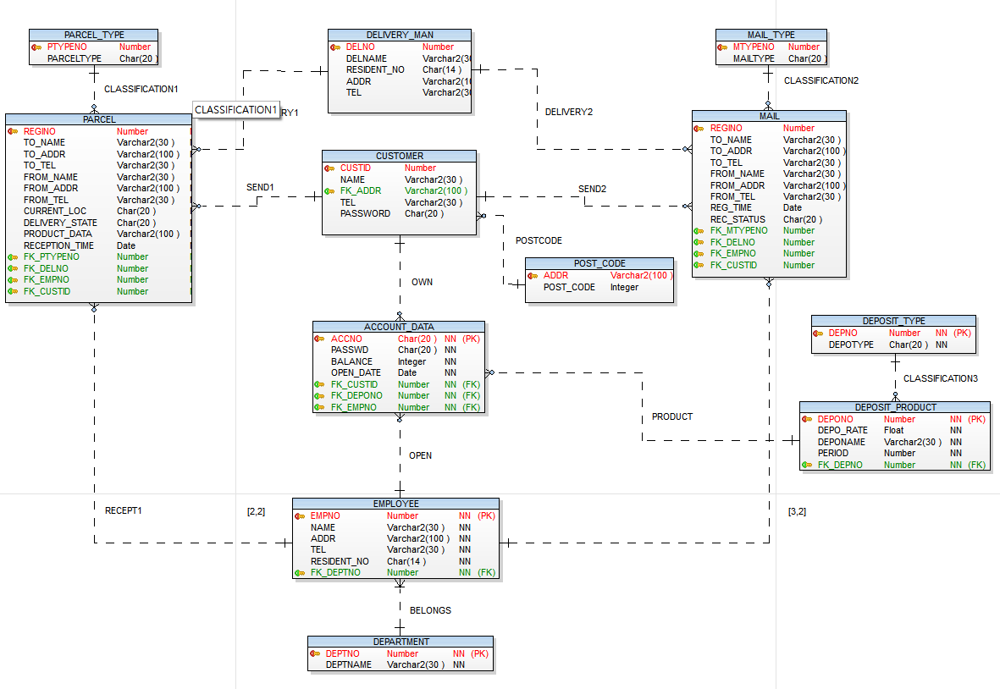 PARCEL_TYPE
PTYPENO Number
PARCELTYPE Char(20 )
CLASSIFICATION1
DELIVERY_MAN
DELNO Number
DELNAME Varchar2(30
RESIDENT_NO Char(14 )
ADDR Varchar2(10
TEL Varchar2(30
MAIL_TYPE
MTYPENO Number
MAILTYPE Char(20 )
CLASSIFICATION2
CLASSIFICATION1
RY1
DELIVERY2
PARCEL
REGINO Number
TO_NAME Varchar2(30 )
TO_ADDR Varchar2(100 )
TO_TEL Varchar2(30 )
FROM_NAME Varchar2(30 )
FROM_ADDR Varchar2(100 )
FROM_TEL Varchar2(30 )
CURRENT_LOC Char(20 )
DELIVERY_STATE Char(20 )
PRODUCT_DATA Varchar2(100 )
RECEPTION_TIME Date
FK_PTYPENO Number
FK_DELNO Number
FK_EMPNO Number
FK_CUSTID Number
SEND1
CUSTOMER
CUSTID Number
NAME Varchar2(30 )
FK_ADDR Varchar2(100 )
TEL Varchar2(30 )
PASSWORD Char(20 )
SEND2
MAIL
REGINO Number
TO_NAME Varchar2(30 )
TO_ADDR Varchar2(100 )
TO_TEL Varchar2(30 )
FROM_NAME Varchar2(30 )
FROM_ADDR Varchar2(100 )
FROM_TEL Varchar2(30 )
REG_TIME Date
REC_STATUS Char(20 )
FK_MTYPENO Number
FK_DELNO Number
FK_EMPNO Number
FK_CUSTID Number
POSTCODE
POST_CODE
ADDR Varchar2(100 )
POST_CODE Integer
OWN
ACCOUNT_DATA
ACCNO Char(20 ) NN (PK)
PASSWD Char(20 ) NN
BALANCE Integer NN
OPEN_DATE Date NN
FK_CUSTID Number NN (FK)
FK_DEPONO Number NN (FK)
FK_EMPNO Number NN (FK)
DEPOSIT_TYPE
DEPNO Number NN (PK)
DEPOTYPE Char(20 ) NN
CLASSIFICATION3
PRODUCT
DEPOSIT_PRODUCT
DEPONO Number NN (PK)
DEPO_RATE Float NN
DEPONAME Varchar2(30 ) NN
PERIOD Number NN
FK_DEPNO Number NN (FK)
OPEN
RECEPT1
[2,2]
[3,2]
EMPLOYEE
EMPNO Number NN (PK)
NAME Varchar2(30 ) NN
ADDR Varchar2(100 ) NN
TEL Varchar2(30 ) NN
RESIDENT_NO Char(14 ) NN
FK_DEPTNO Number NN (FK)
BELONGS
DEPARTMENT
DEPTNO Number NN (PK)
DEPTNAME Varchar2(30 ) NN